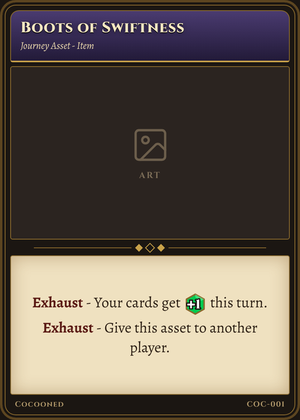 Boots of Swiftness
Journey Asset - Item
ART
Exhaust - Your cards get +1 this turn.
Exhaust - Give this asset to another
player.
Cocooned
COC-001